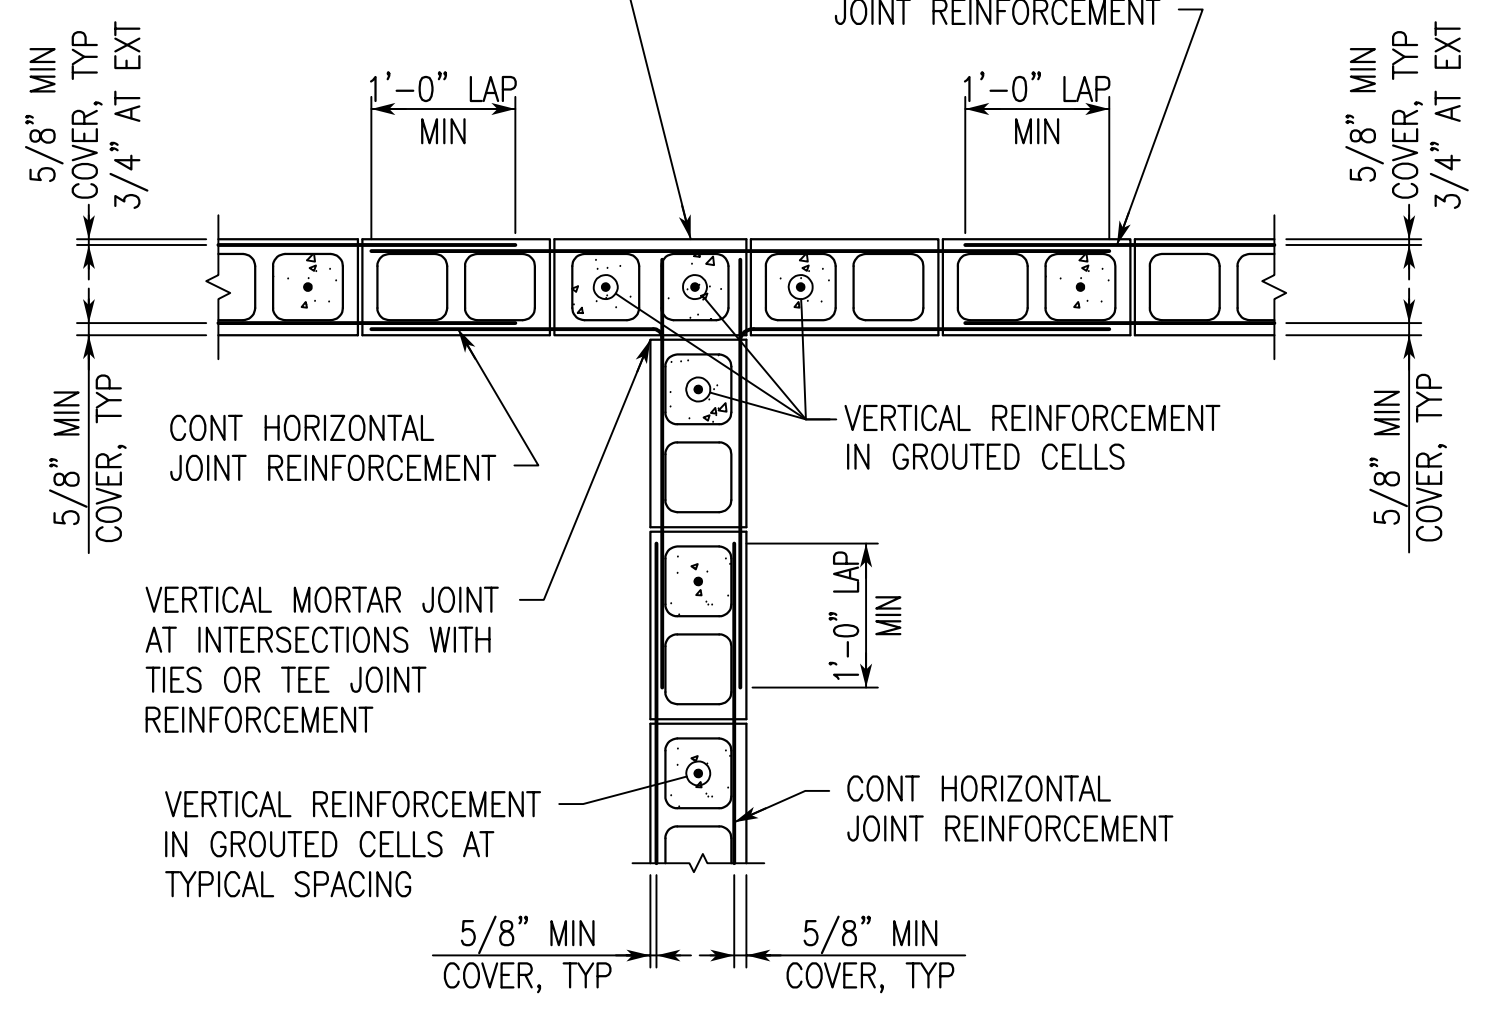 JOINT REINFORCEMENT
5/8" MIN
COVER, TYP
3/4" AT EXT
1'-0" LAP
MIN
1'-0" LAP
MIN
5/8" MIN
COVER, TYP
3/4" AT EXT
5/8" MIN
COVER, TYP
CONT HORIZONTAL
JOINT REINFORCEMENT
VERTICAL REINFORCEMENT
IN GROUTED CELLS
5/8" MIN
COVER, TYP
VERTICAL MORTAR JOINT
AT INTERSECTIONS WITH
TIES OR TEE JOINT
REINFORCEMENT
1'-0" LAP
MIN
VERTICAL REINFORCEMENT
IN GROUTED CELLS AT
TYPICAL SPACING
CONT HORIZONTAL
JOINT REINFORCEMENT
5/8" MIN
COVER, TYP
5/8" MIN
COVER, TYP